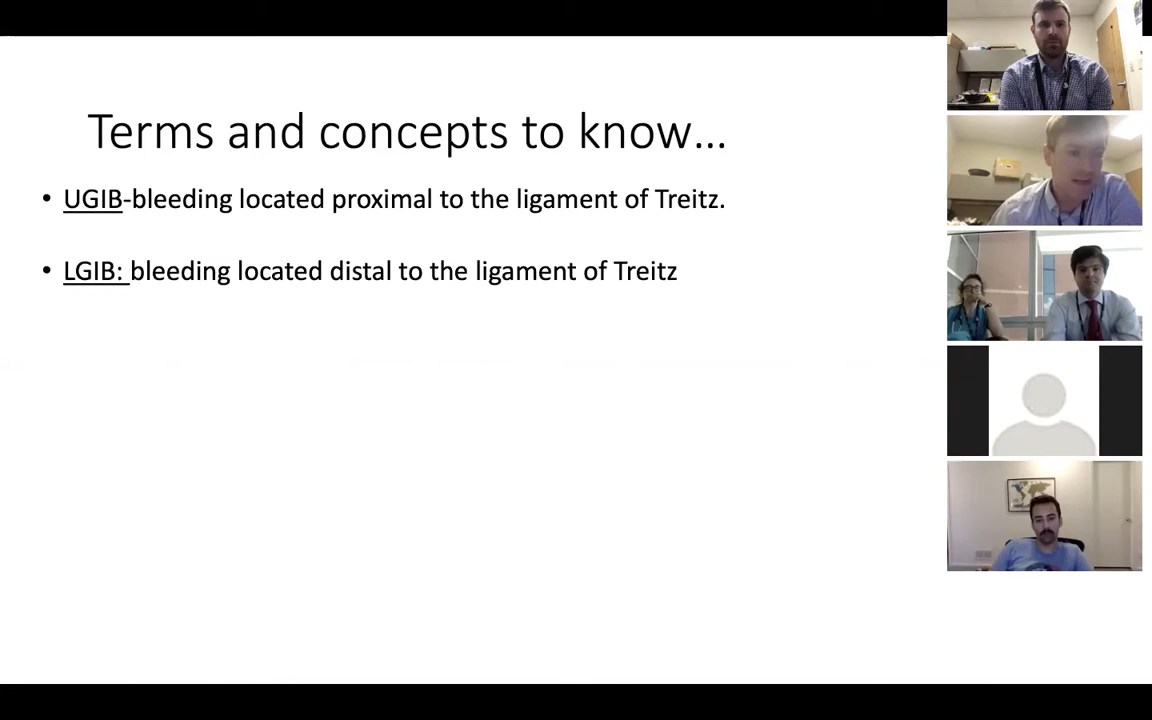 Terms and concepts to know…
• UGIB-bleeding located proximal to the ligament of Treitz.
• LGIB: bleeding located distal to the ligament of Treitz